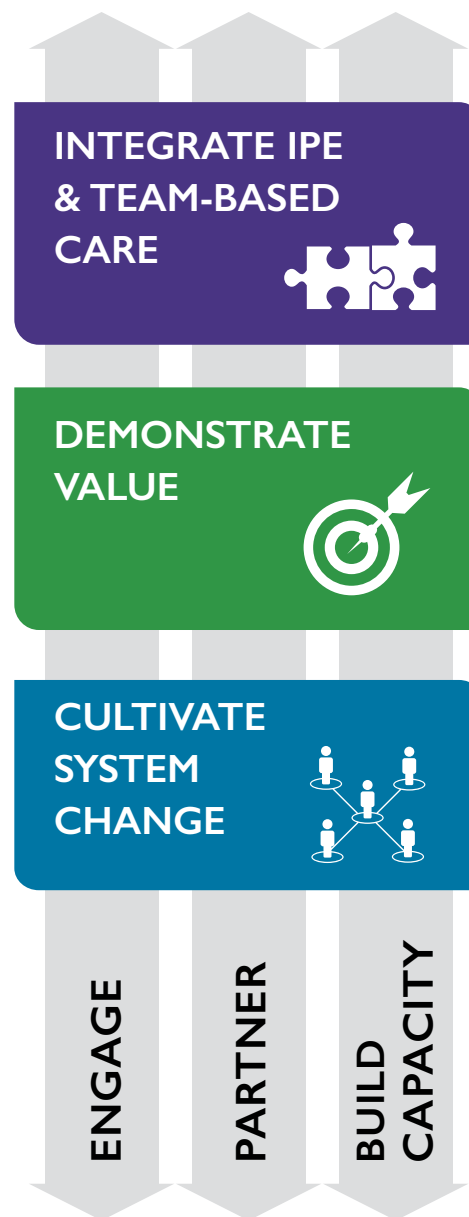 INTEGRATE IPE
& TEAM-BASED
CARE
DEMONSTRATE
VALUE
CULTIVATE
SYSTEM
CHANGE
ENGAGE
PARTNER
BUILD
CAPACITY